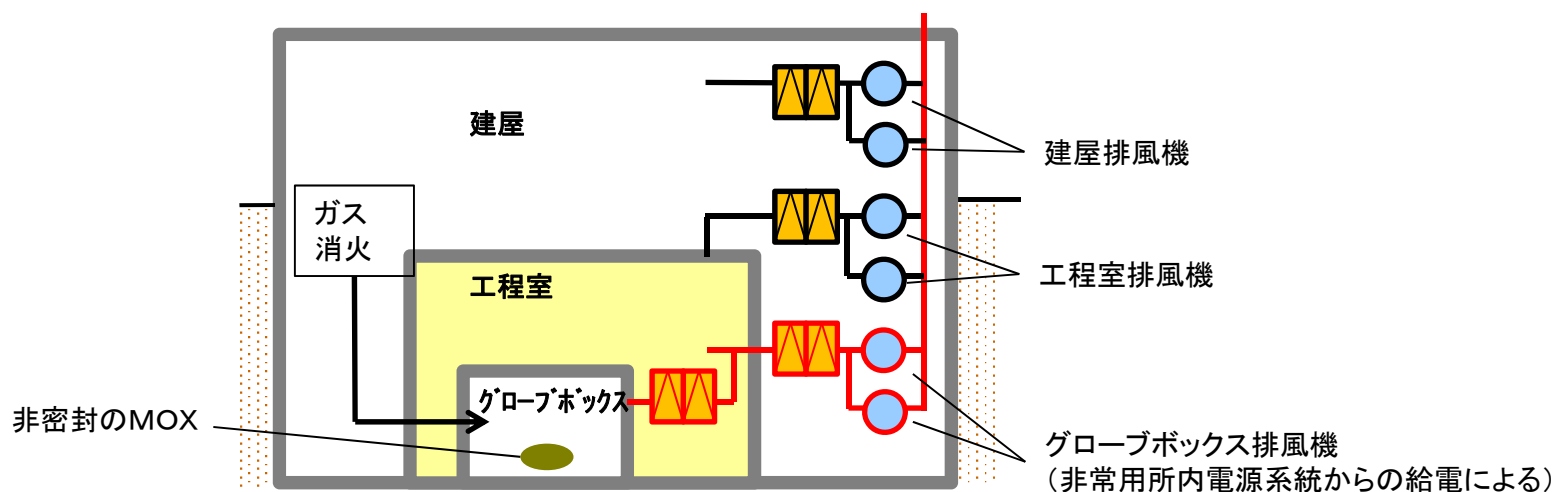 建屋
建屋排風機
ガス
消火
工程室
工程室排風機
グローブボックス
非密封のMOX
グローブボックス排風機
（非常用所内電源系統からの給電による）